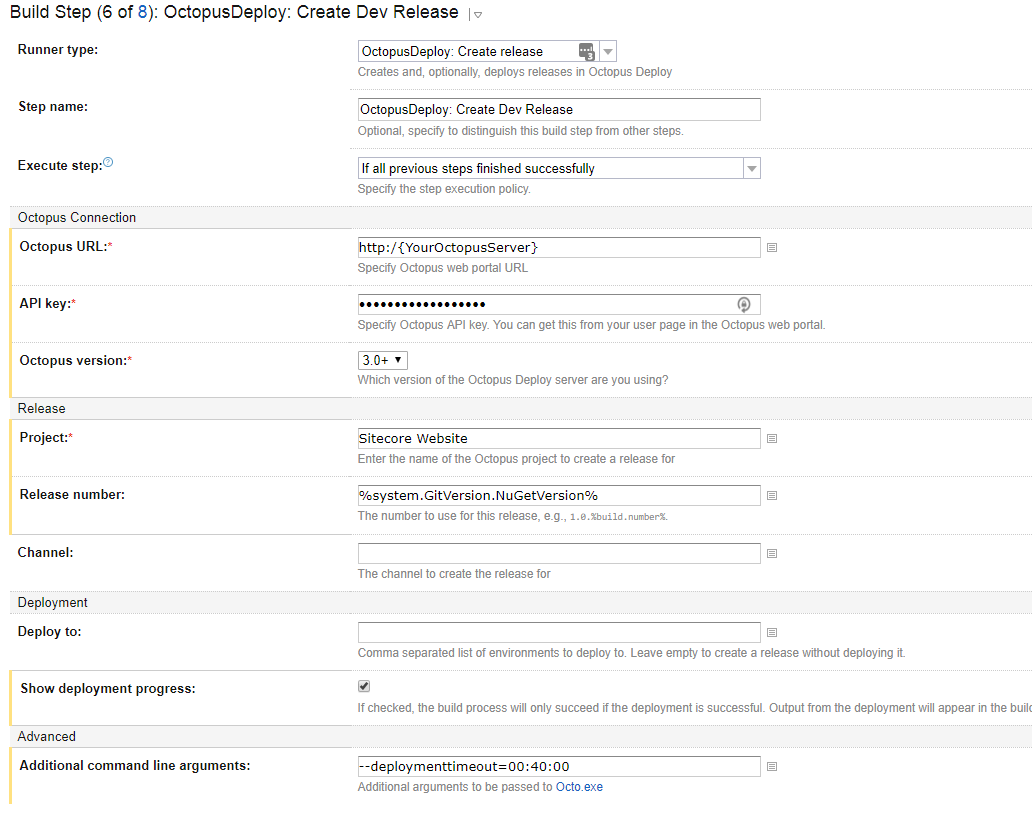 Build Step (6 of 8): OctopusDeploy: Create Dev Release
Runner type:
OctopusDeploy: Create release
3
Creates and, optionally, deploys releases in Octopus Deploy
Step name:
OctopusDeploy: Create Dev Release
Optional, specify to distinguish this build step from other steps.
Execute step:?
If all previous steps finished successfully
Specify the step execution policy.
Octopus Connection
Octopus URL:*
http:/{YourOctopusServer}
Specify Octopus web portal URL
API key:*
••••••••••••••••••
Specify Octopus API key. You can get this from your user page in the Octopus web portal.
Octopus version:*
3.0+
Which version of the Octopus Deploy server are you using?
Release
Project:*
Sitecore Website
Enter the name of the Octopus project to create a release for
Release number:
%system.GitVersion.NuGetVersion%
The number to use for this release, e.g., 1.0.%build.number%.
Channel:
The channel to create the release for
Deployment
Deploy to:
Comma separated list of environments to deploy to. Leave empty to create a release without deploying it.
Show deployment progress:
If checked, the build process will only succeed if the deployment is successful. Output from the deployment will appear in the build
Advanced
Additional command line arguments:
--deploymenttimeout=00:40:00
Additional arguments to be passed to Octo.exe